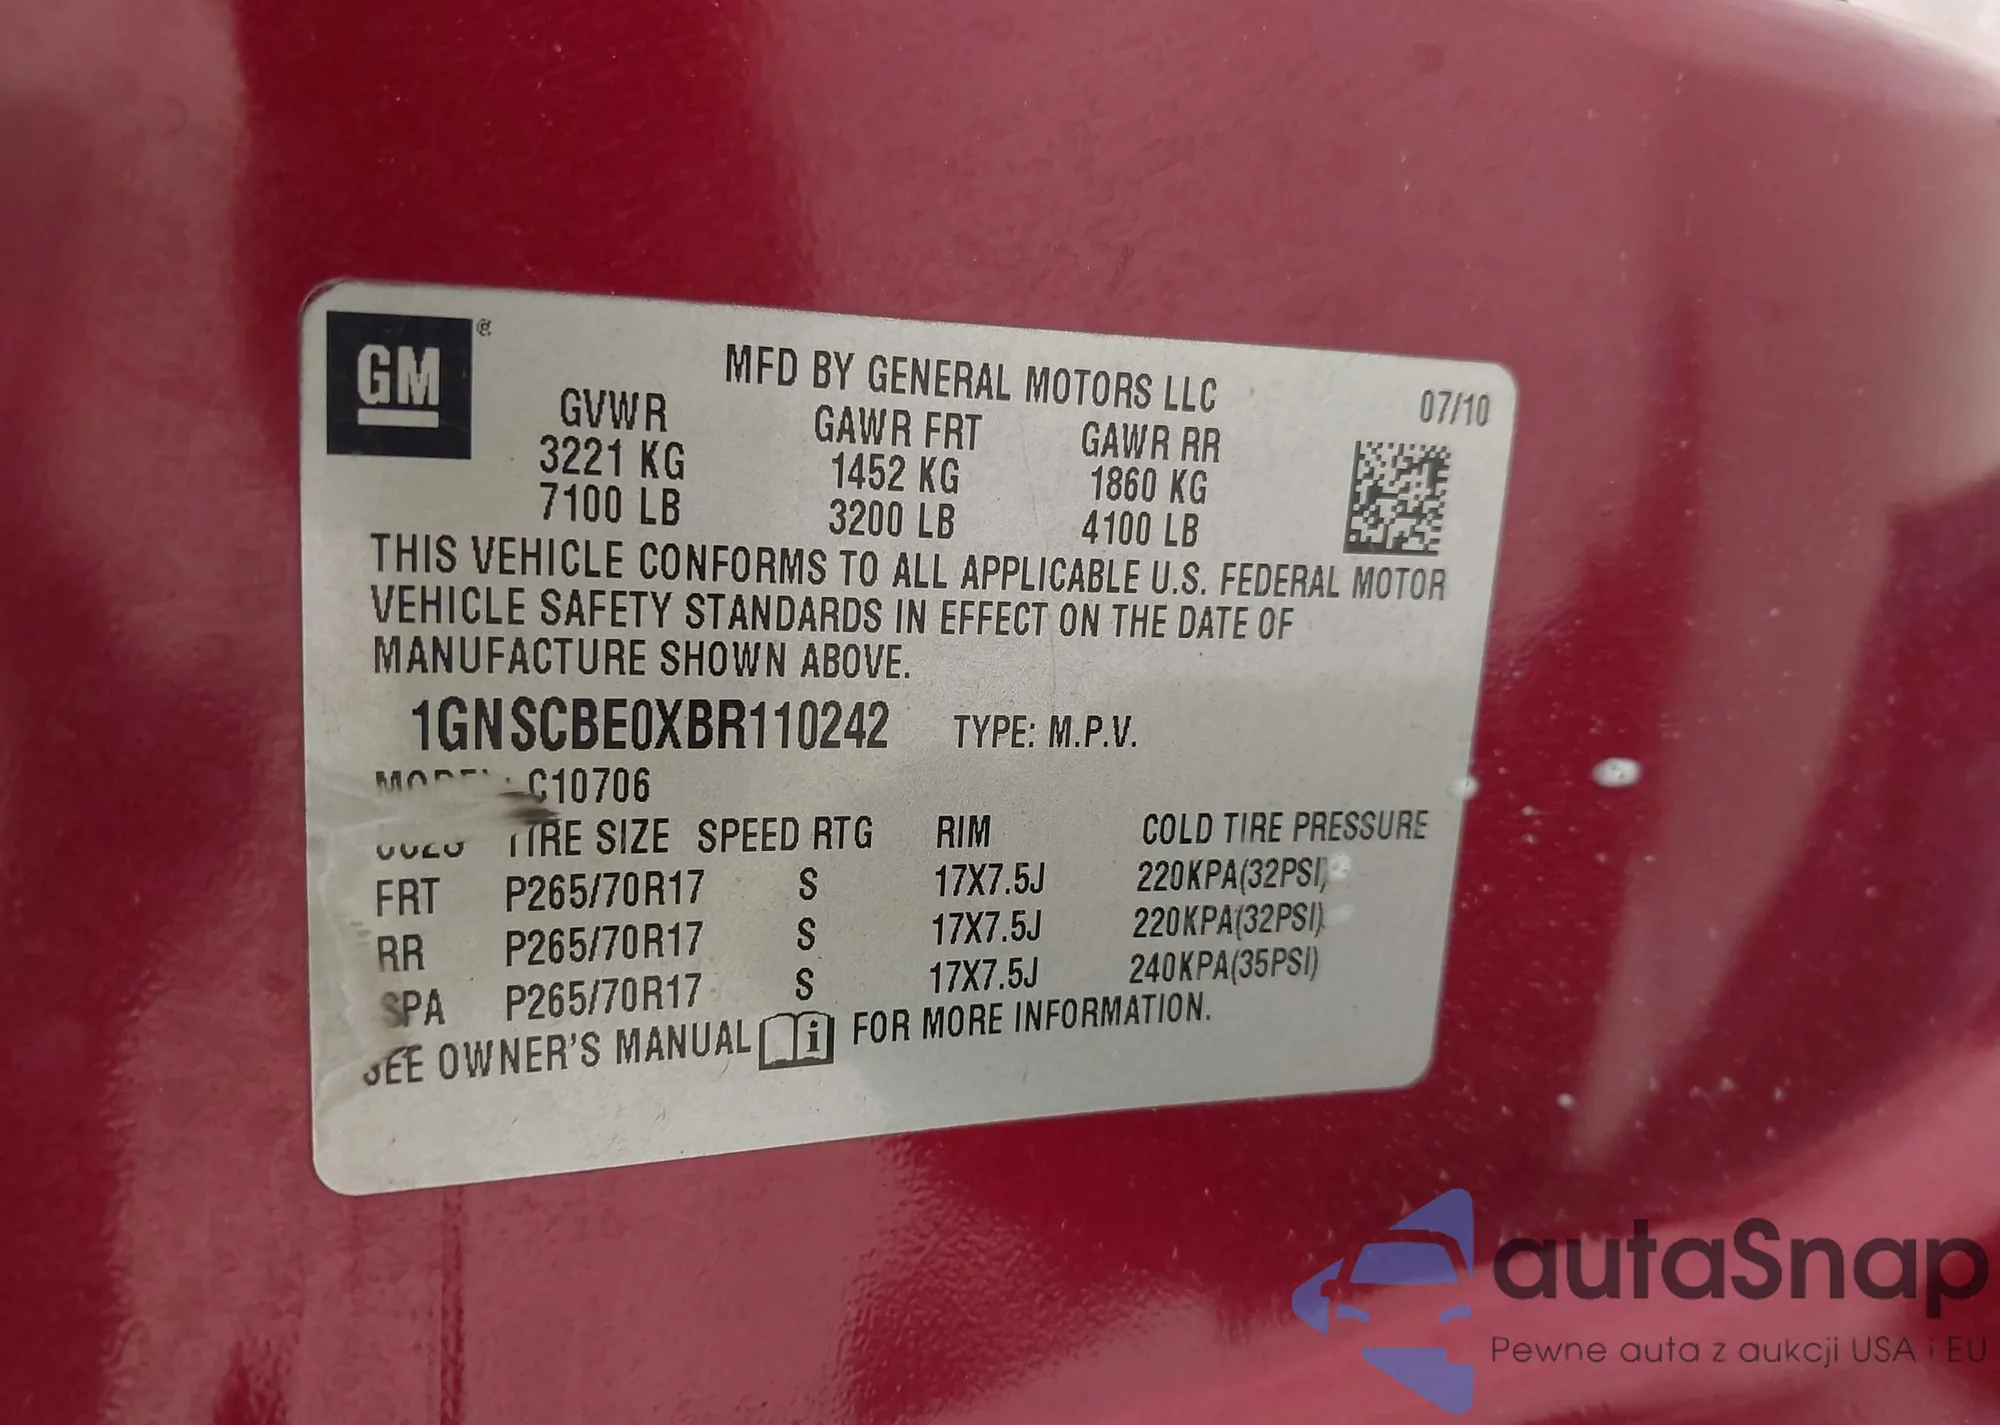 GM ®
MFD BY GENERAL MOTORS LLC 07/10
GVWR GAWR FRT GAWR RR
3221 KG 1452 KG 1860 KG
7100 LB 3200 LB 4100 LB
THIS VEHICLE CONFORMS TO ALL APPLICABLE U.S. FEDERAL MOTOR
VEHICLE SAFETY STANDARDS IN EFFECT ON THE DATE OF
MANUFACTURE SHOWN ABOVE.
1GNSCBE0XBR110242 TYPE: M.P.V.
MODEL: C10706
TIRE SIZE SPEED RTG RIM COLD TIRE PRESSURE
FRT P265/70R17 S 17X7.5J 220KPA(32PSI)
RR P265/70R17 S 17X7.5J 220KPA(32PSI)
SPA P265/70R17 S 17X7.5J 240KPA(35PSI)
SEE OWNER'S MANUAL i FOR MORE INFORMATION.
autaSnap
Pewne auta z aukcji USA i EU